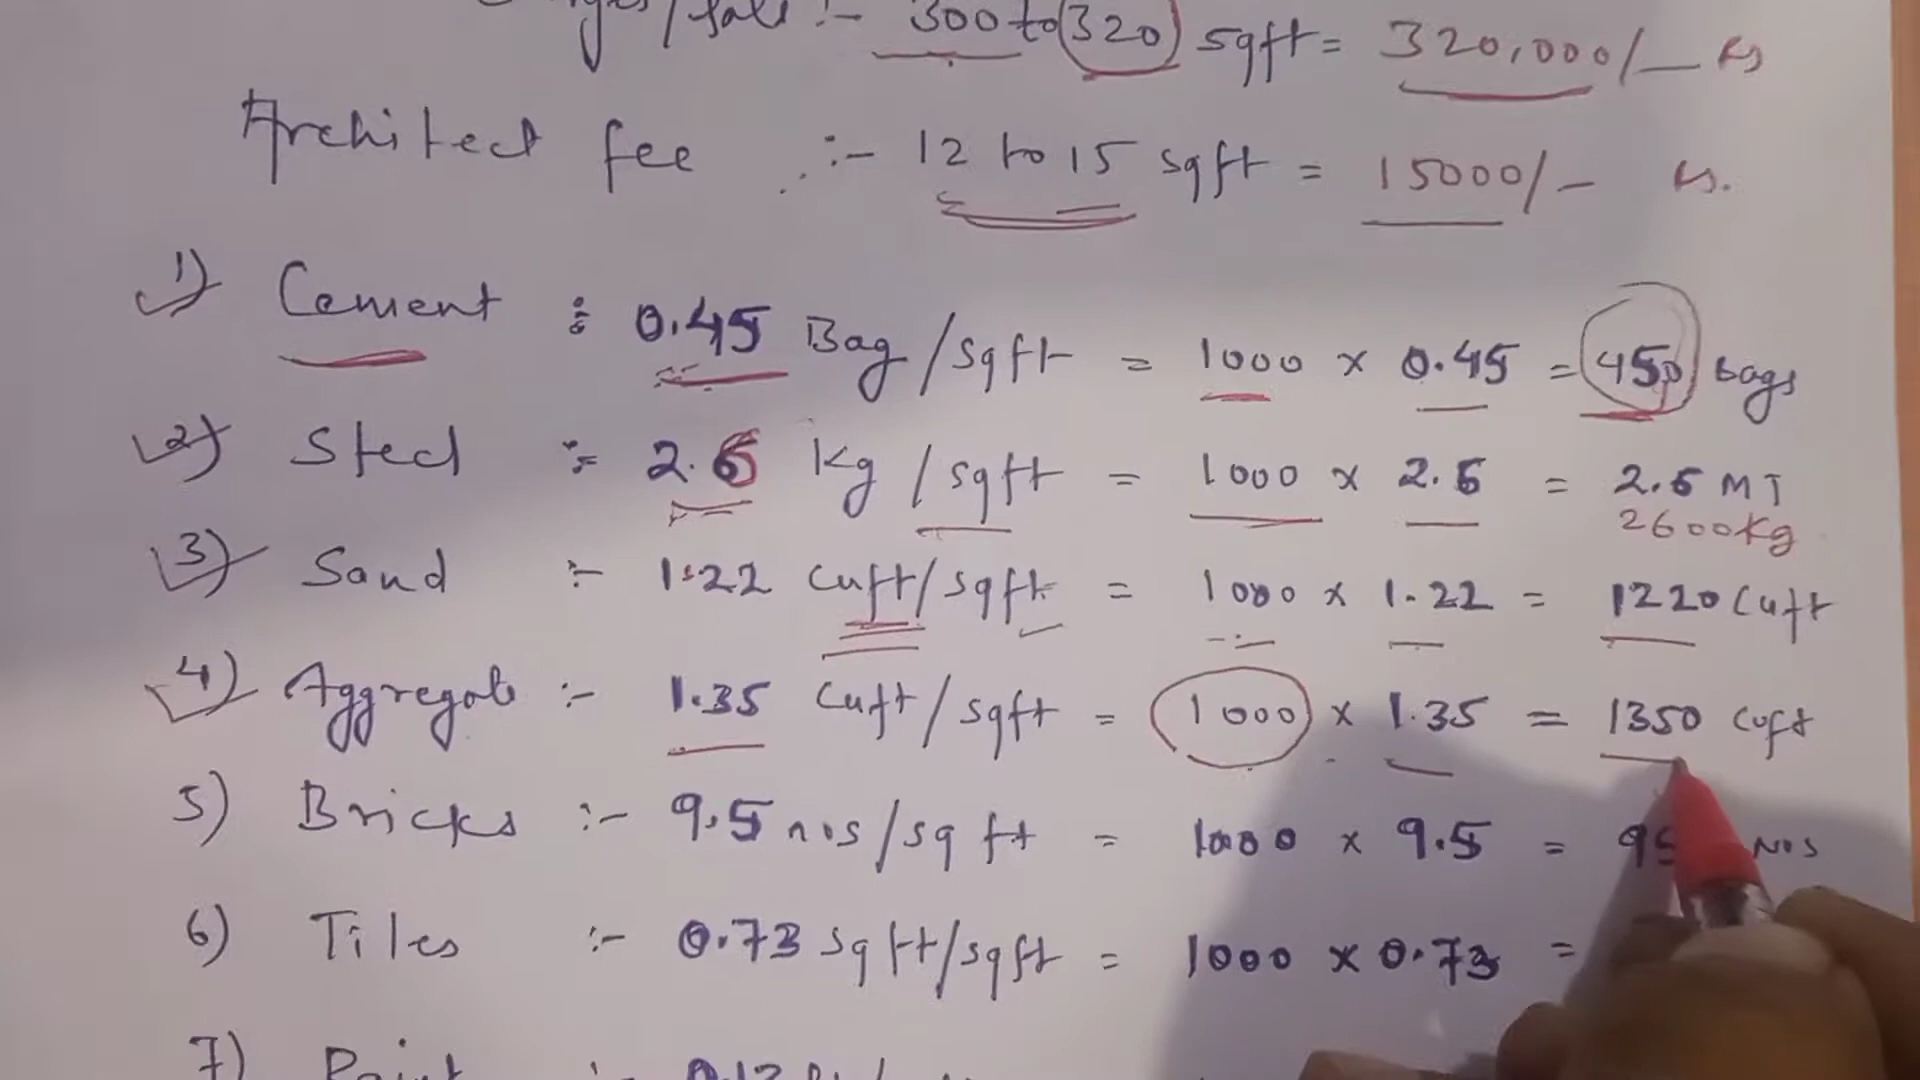 300 to 320 sqft = 320,000/- Rs
Architect fee :- 12 to 15 sqft = 15000/- Rs.
1) Cement : 0.45 Bag/sqft = 1000 x 0.45 = 450 bags
2) Steel :- 2.6 Kg/sqft = 1000 x 2.6 = 2.6 MT
2600Kg
3) Sand :- 1.22 cuft/sqft = 1000 x 1.22 = 1220 Cuft
4) Aggregate :- 1.35 cuft/sqft = 1000 x 1.35 = 1350 cuft
5) Bricks :- 9.5 nos/sqft = 1000 x 9.5 = 95 Nos
6) Tiles :- 0.73 sqft/sqft = 1000 x 0.73 =
7) Paint :-